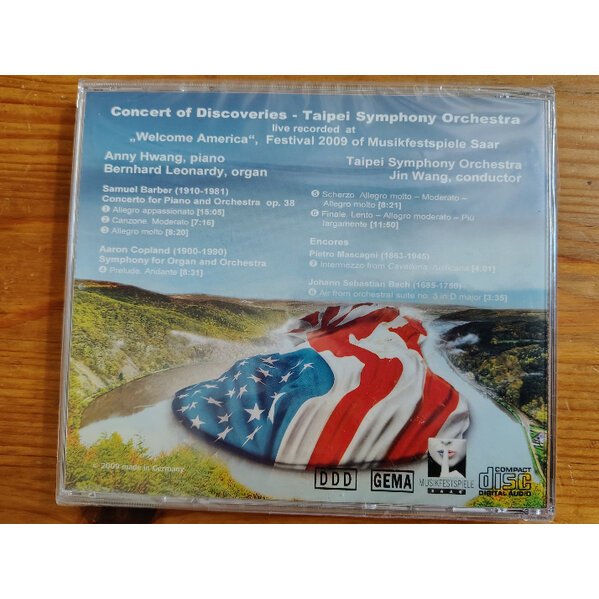 Concert of Discoveries - Taipei Symphony Orchestra
live recorded at
„Welcome America“, Festival 2009 of Musikfestspiele Saar
Anny Hwang, piano
Bernhard Leonardy, organ
Taipei Symphony Orchestra
Jin Wang, conductor
Samuel Barber (1910-1981)
Concerto for Piano and Orchestra op. 38
1 Allegro appassionato [15:05]
2 Canzone. Moderato [7:16]
3 Allegro molto [8:20]
Aaron Copland (1900-1990)
Symphony for Organ and Orchestra
4 Prelude. Andante [8:31]
5 Scherzo. Allegro molto – Moderato –
Allegro molto [8:21]
6 Finale. Lento – Allegro moderato – Più
largamente [11:50]
Encores
Pietro Mascagni (1863-1945)
7 Intermezzo from Cavalleria Rusticana [4:01]
Johann Sebastian Bach (1685-1750)
8 Air from orchestral suite no. 3 in D major [3:35]
© 2009 made in Germany
DDD
GEMA
MUSIKFESTSPIELE
SAAR
COMPACT
disc
DIGITAL AUDIO